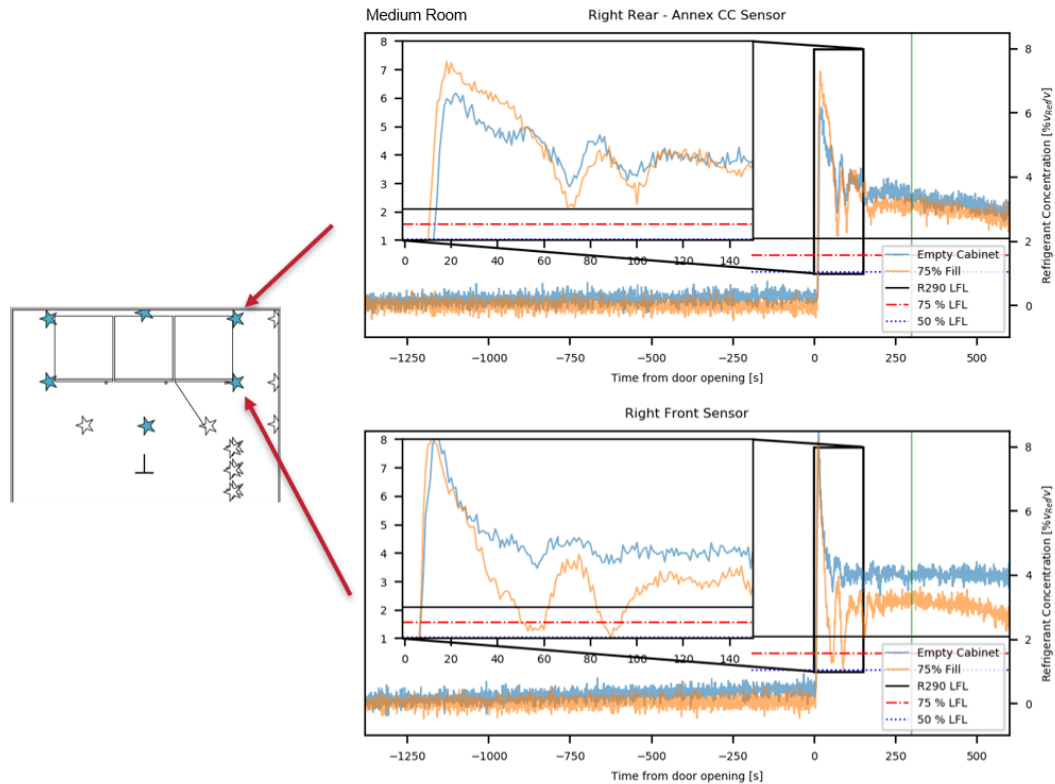 Medium Room
Right Rear - Annex CC Sensor
8
7
6
5
4
3
2
1
0 20 40 60 80 100 120 140
8
6
4
2
0
Refrigerant Concentration [%v_Ref/v]
Empty Cabinet
75% Fill
R290 LFL
75 % LFL
50 % LFL
−1250 −1000 −750 −500 −250 0 250 500
Time from door opening [s]
Right Front Sensor
8
7
6
5
4
3
2
1
0 20 40 60 80 100 120 140
8
6
4
2
0
Refrigerant Concentration [%v_Ref/v]
Empty Cabinet
75% Fill
R290 LFL
75 % LFL
50 % LFL
−1250 −1000 −750 −500 −250 0 250 500
Time from door opening [s]